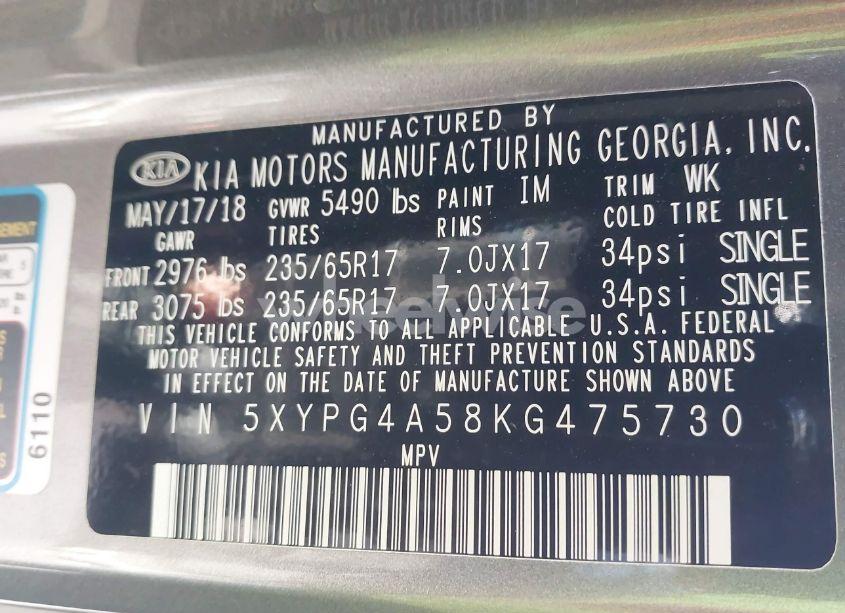 MANUFACTURED BY
KIA KIA MOTORS MANUFACTURING GEORGIA, INC.
MAY/17/18 GVWR 5490 lbs PAINT IM TRIM WK
GAWR TIRES RIMS COLD TIRE INFL
FRONT 2976 lbs 235/65R17 7.0JX17 34psi SINGLE
REAR 3075 lbs 235/65R17 7.0JX17 34psi SINGLE
THIS VEHICLE CONFORMS TO ALL APPLICABLE U.S.A. FEDERAL
MOTOR VEHICLE SAFETY AND THEFT PREVENTION STANDARDS
IN EFFECT ON THE DATE OF MANUFACTURE SHOWN ABOVE
VIN 5XYPG4A58KG475730
MPV
6110